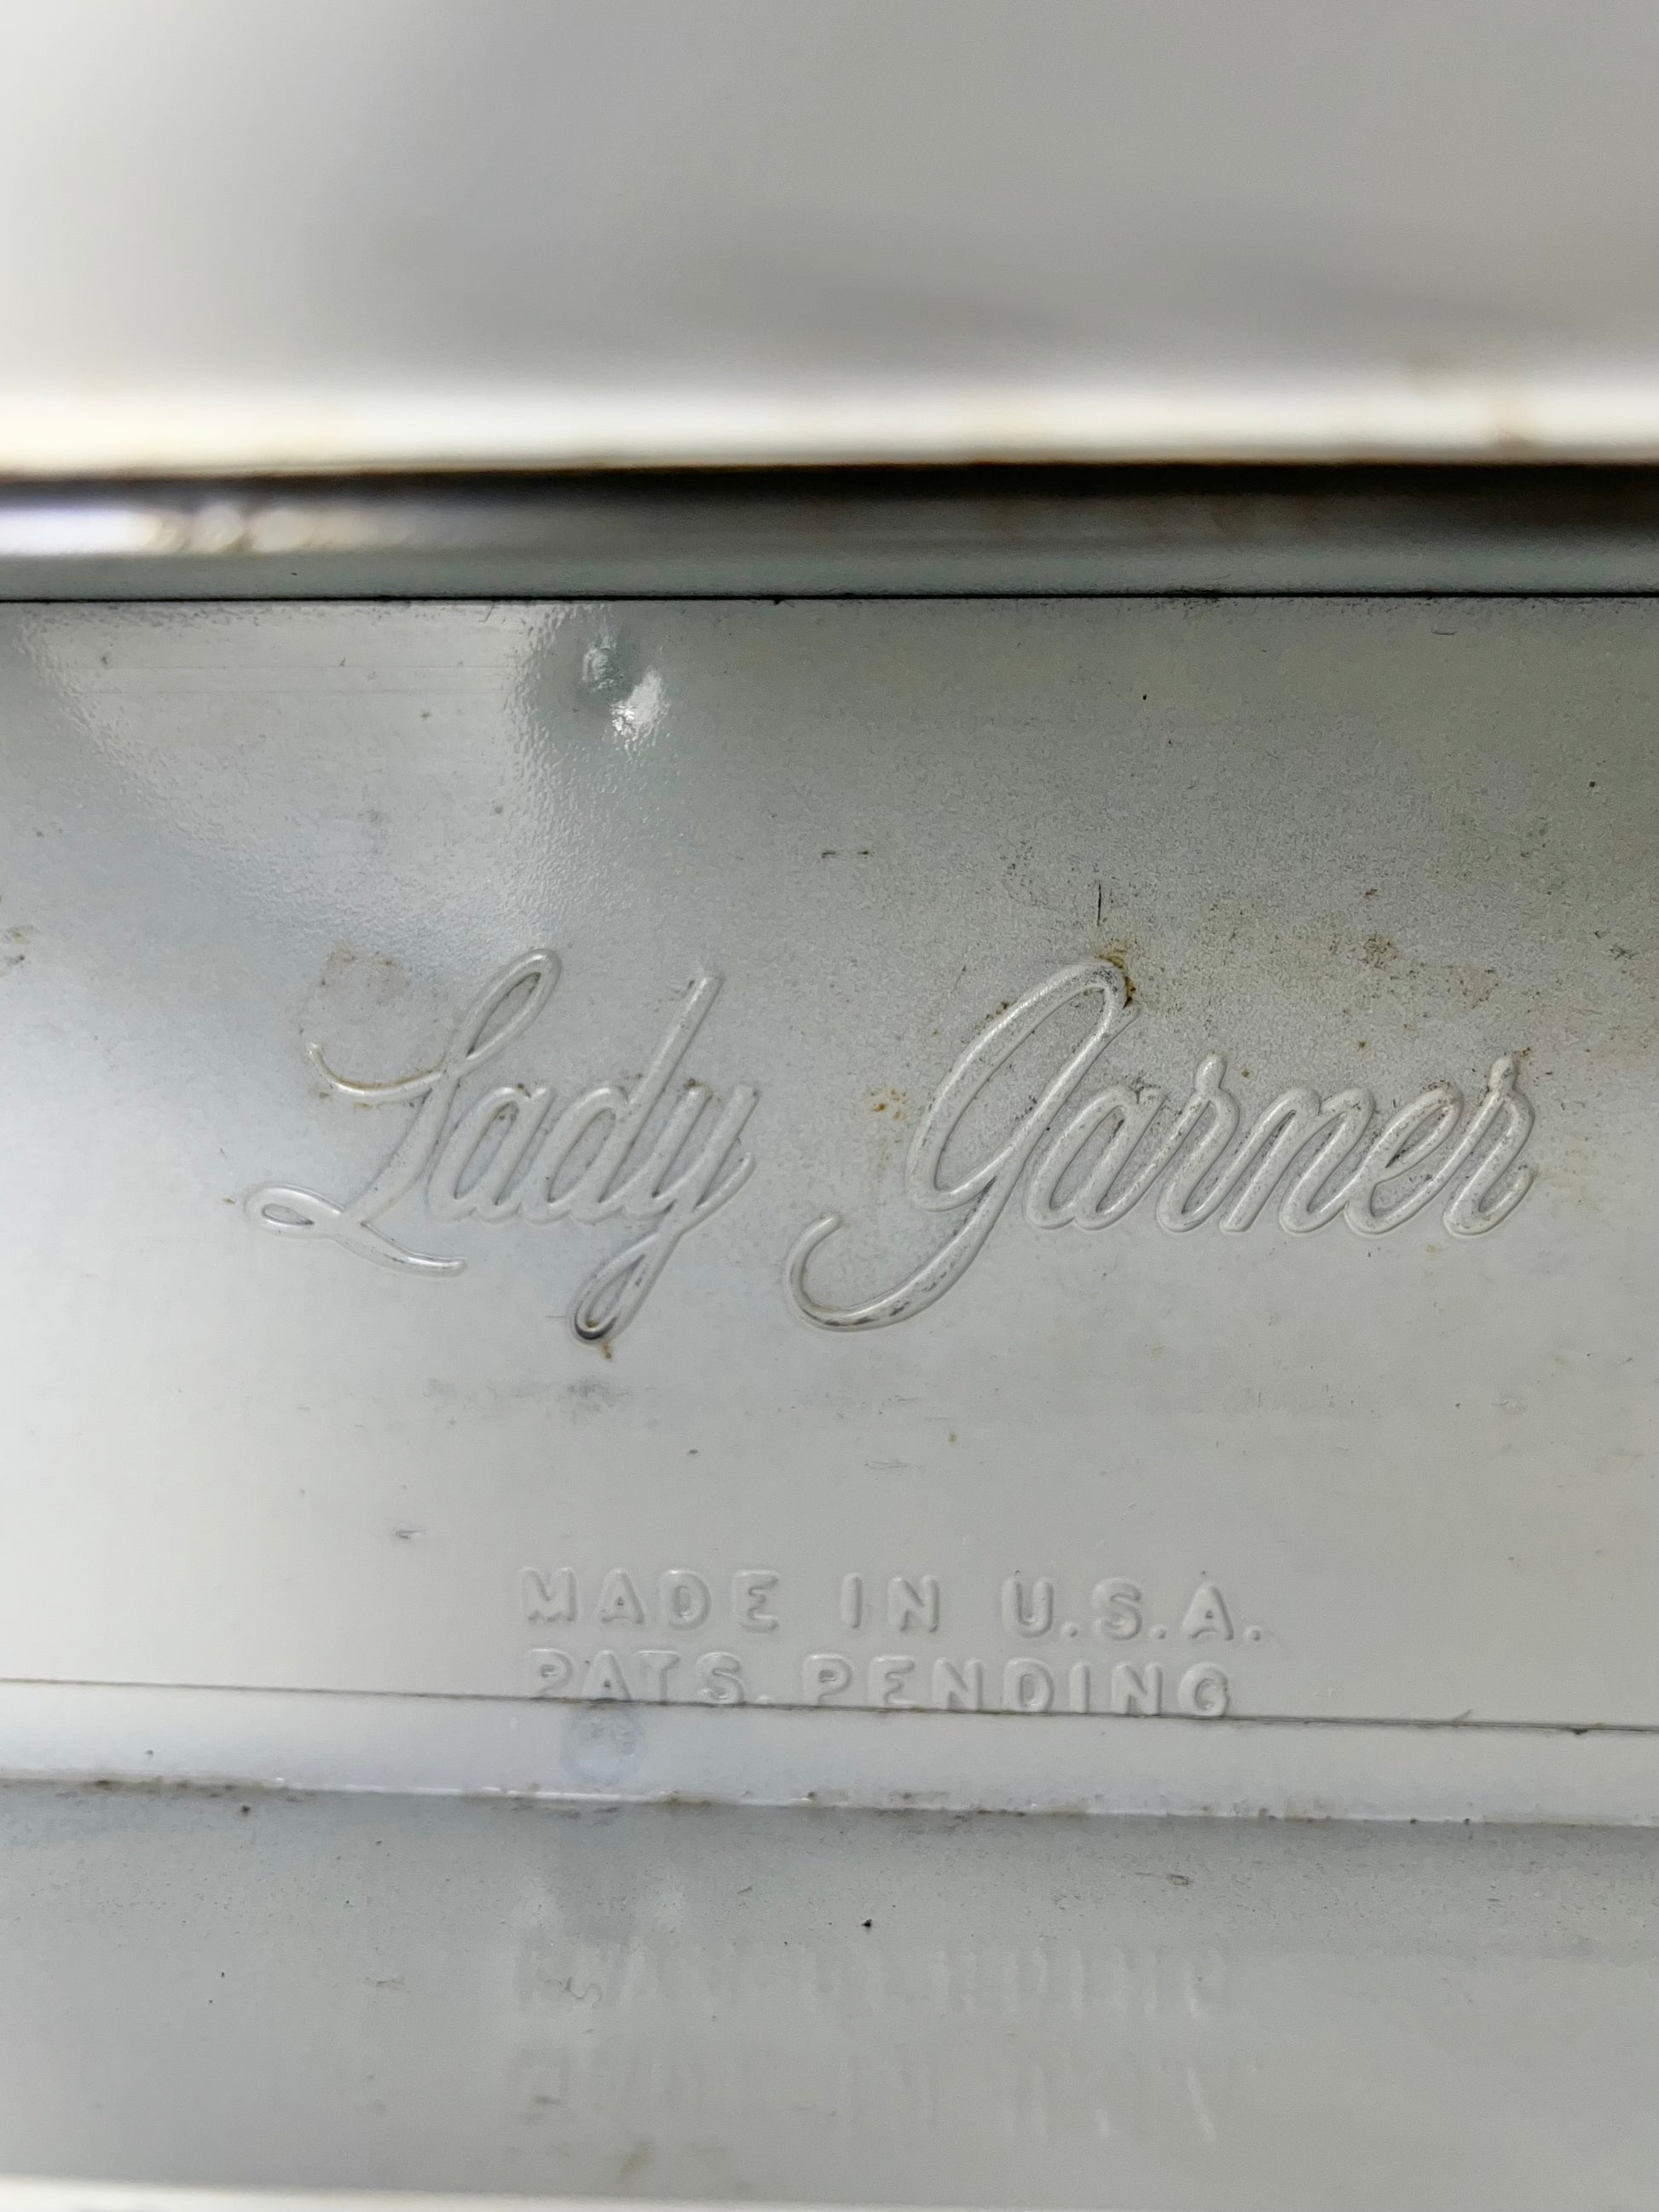 Lady Garner
MADE IN U.S.A.
PATS. PENDING